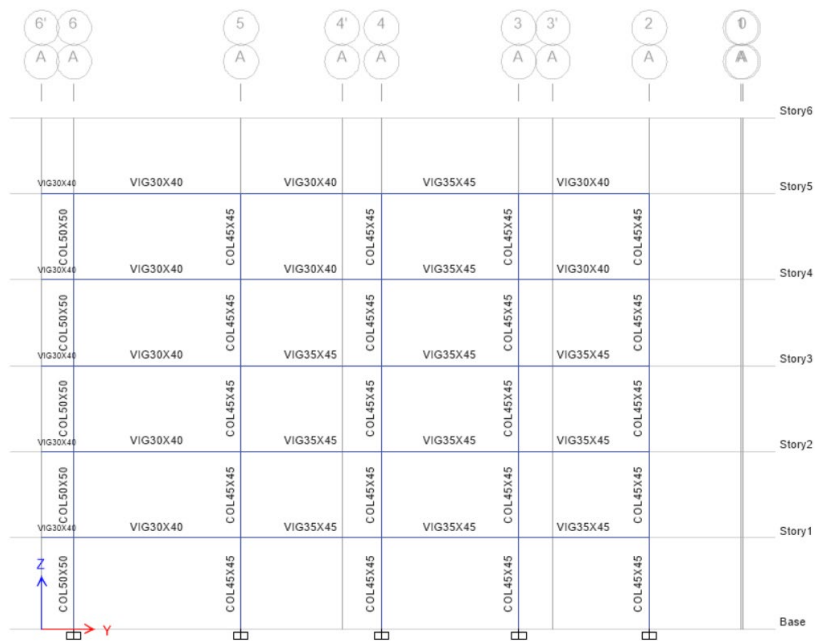 6' 6 5 4' 4 3 3' 2
A A A A A A A A A
Story6
VIG30X40 VIG30X40 VIG30X40 VIG35X45 VIG30X40 Story5
COL50X50 COL45X45 COL45X45 COL45X45 COL45X45
VIG30X40 VIG30X40 VIG30X40 VIG35X45 VIG30X40 Story4
COL50X50 COL45X45 COL45X45 COL45X45 COL45X45
VIG30X40 VIG30X40 VIG35X45 VIG35X45 VIG35X45 Story3
COL50X50 COL45X45 COL45X45 COL45X45 COL45X45
VIG30X40 VIG30X40 VIG35X45 VIG35X45 VIG35X45 Story2
COL50X50 COL45X45 COL45X45 COL45X45 COL45X45
VIG30X40 VIG30X40 VIG35X45 VIG35X45 VIG35X45 Story1
Z
COL50X50 COL45X45 COL45X45 COL45X45 COL45X45
Y Base